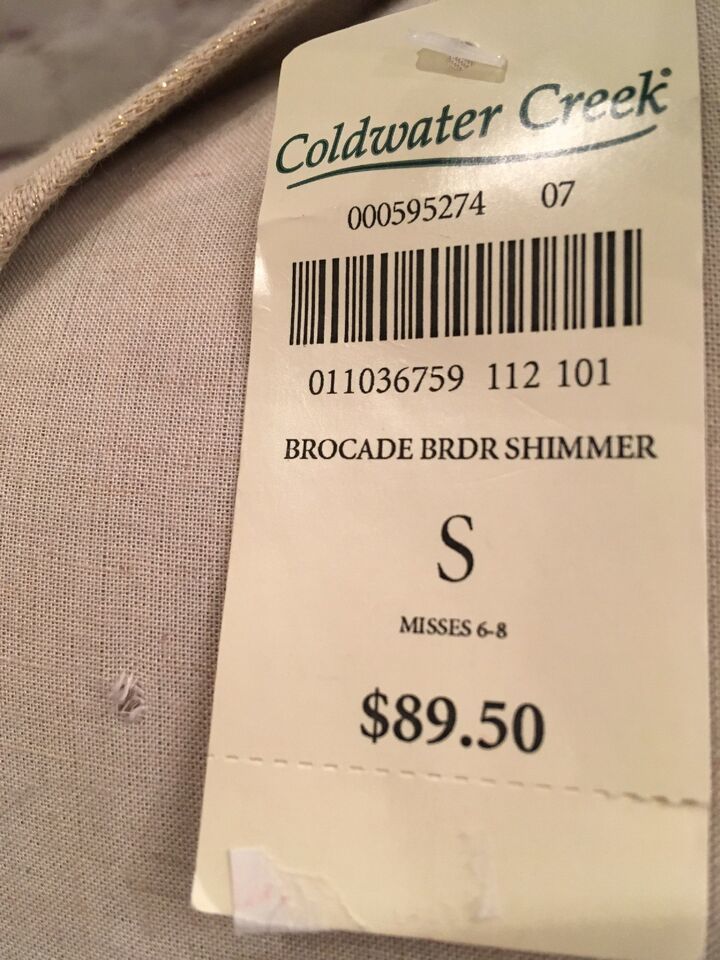 Coldwater Creek®
000595274 07
011036759 112 101
BROCADE BRDR SHIMMER
S
MISSES 6-8
$89.50